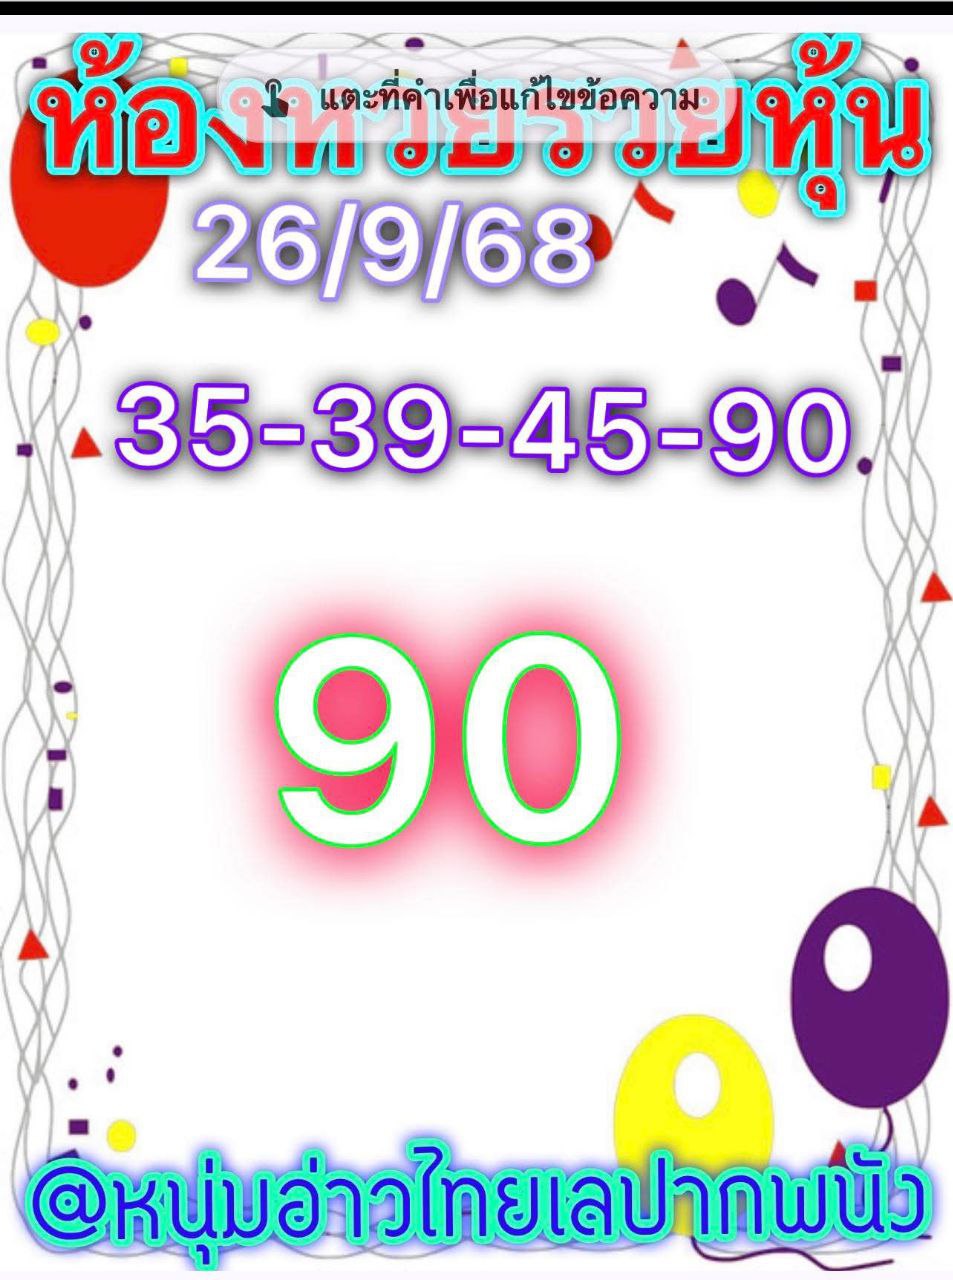 ห้องหวยรวยหุ้น
แตะที่คำเพื่อแก้ไขข้อความ
26/9/68
35-39-45-90
90
@หนุ่มอ่าวไทยเลปากพนัง